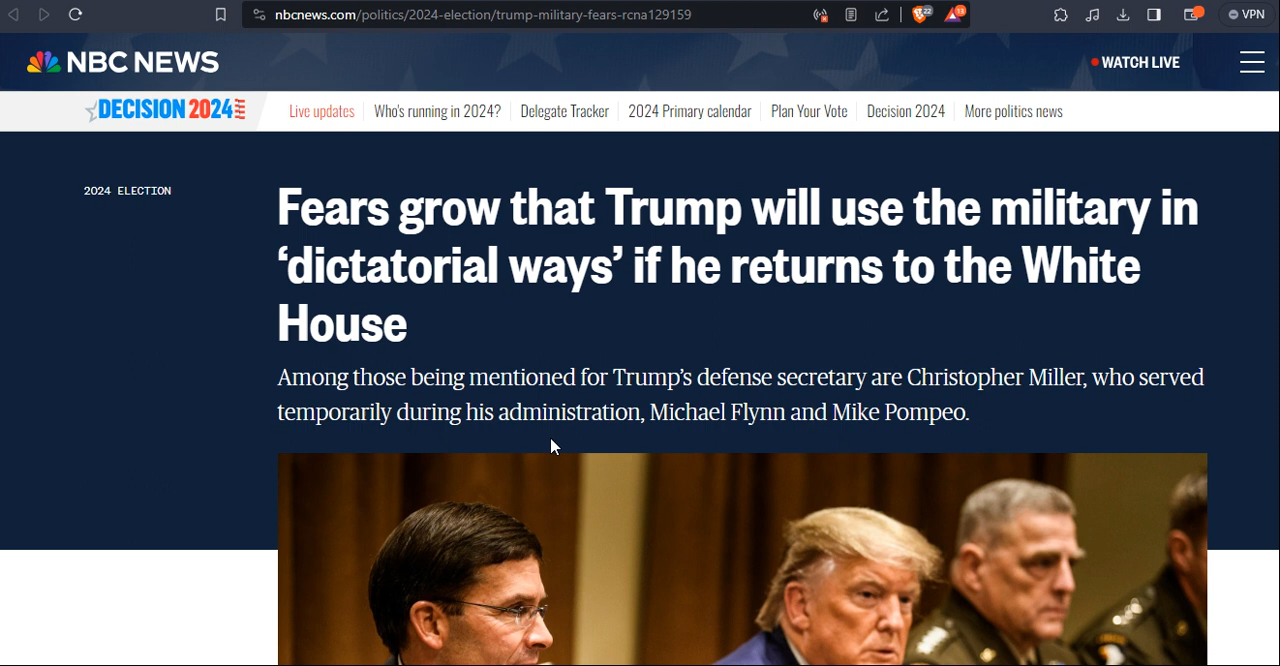 nbcnews.com/politics/2024-election/trump-military-fears-rcna129159
22
13
VPN
NBC NEWS
WATCH LIVE
DECISION 2024
Live updates
Who's running in 2024?
Delegate Tracker
2024 Primary calendar
Plan Your Vote
Decision 2024
More politics news
2024 ELECTION
Fears grow that Trump will use the military in
‘dictatorial ways’ if he returns to the White
House
Among those being mentioned for Trump’s defense secretary are Christopher Miller, who served
temporarily during his administration, Michael Flynn and Mike Pompeo.